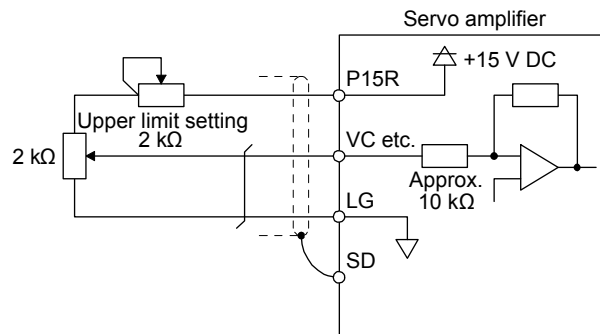 Servo amplifier
P15R
+15 V DC
Upper limit setting
2 kΩ
2 kΩ
VC etc.
Approx.
10 kΩ
LG
SD